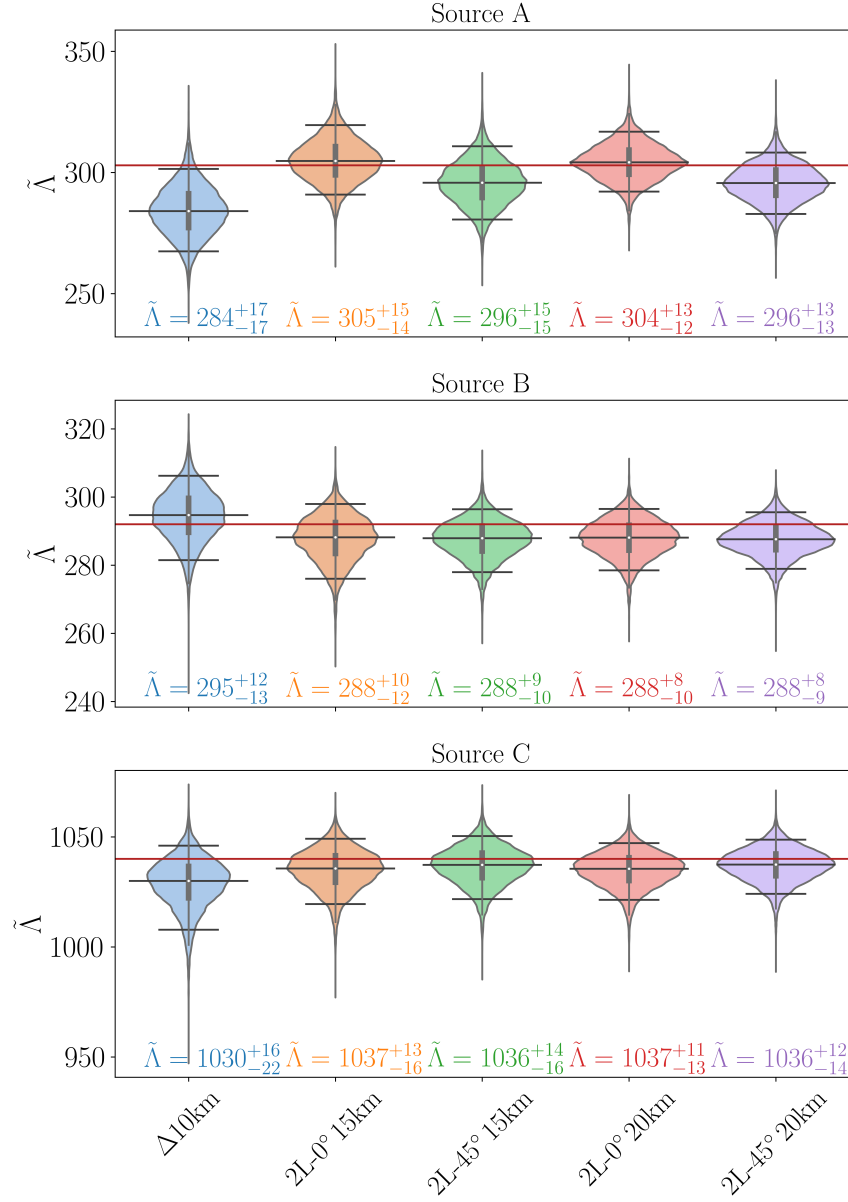 Source A
350
300
250
Λ̃
Λ̃ = 284⁺¹⁷₋₁₇ Λ̃ = 305⁺¹⁵₋₁₄ Λ̃ = 296⁺¹⁵₋₁₅ Λ̃ = 304⁺¹³₋₁₂ Λ̃ = 296⁺¹³₋₁₃
Source B
320
300
280
260
240
Λ̃
Λ̃ = 295⁺¹²₋₁₃ Λ̃ = 288⁺¹⁰₋₁₂ Λ̃ = 288⁺⁹₋₁₀ Λ̃ = 288⁺⁸₋₁₀ Λ̃ = 288⁺⁸₋₉
Source C
1050
1000
950
Λ̃
Λ̃ = 1030⁺¹⁶₋₂₂ Λ̃ = 1037⁺¹³₋₁₆ Λ̃ = 1036⁺¹⁴₋₁₆ Λ̃ = 1037⁺¹¹₋₁₃ Λ̃ = 1036⁺¹²₋₁₄
Δ10km
2L-0° 15km
2L-45° 15km
2L-0° 20km
2L-45° 20km